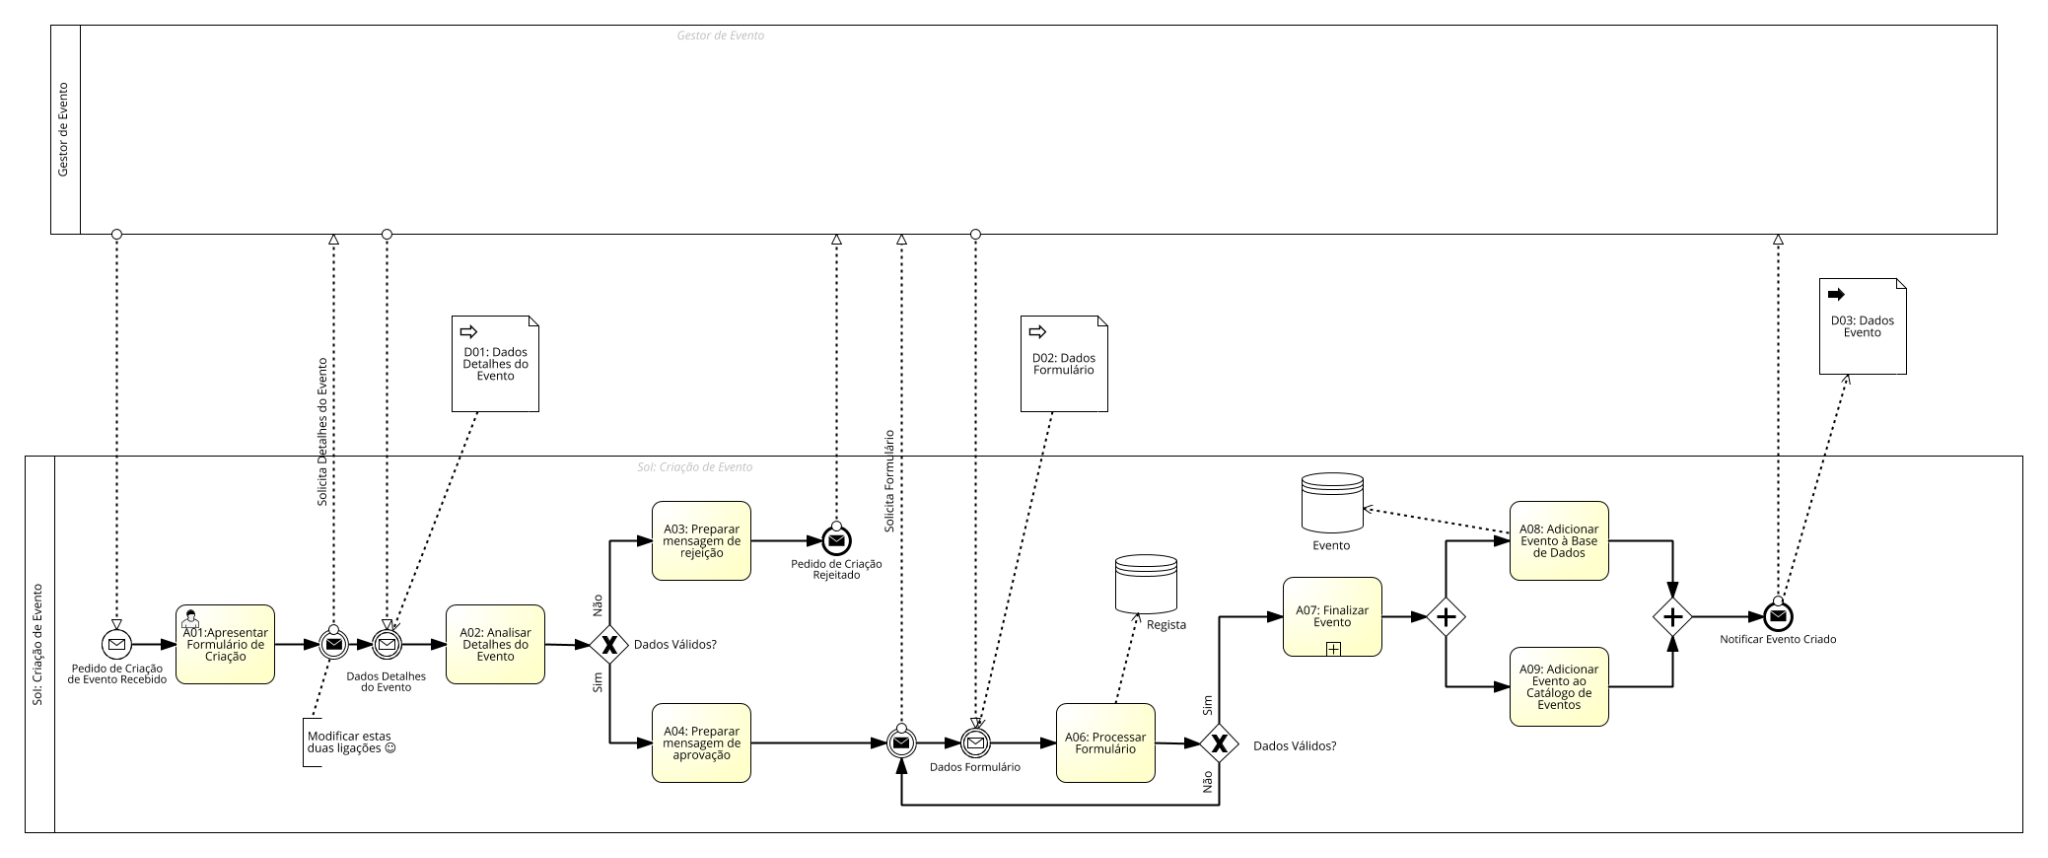 Gestor de Evento
Gestor de Evento
D03: Dados
Evento
D01: Dados
Detalhes do
Evento
D02: Dados
Formulário
Solicita Detalhes do Evento
Solicita Formulário
Sol: Criação de Evento
Sol: Criação de Evento
Pedido de Criação
de Evento Recebido
A01:Apresentar
Formulário de
Criação
Modificar estas
duas ligações ☺
Dados Detalhes
do Evento
A02: Analisar
Detalhes do
Evento
Dados Válidos?
Não
Sim
A03: Preparar
mensagem de
rejeição
Pedido de Criação
Rejeitado
A04: Preparar
mensagem de
aprovação
Dados Formulário
A06: Processar
Formulário
Regista
Dados Válidos?
Sim
Não
A07: Finalizar
Evento
Evento
A08: Adicionar
Evento à Base
de Dados
A09: Adicionar
Evento ao
Catálogo de
Eventos
Notificar Evento Criado